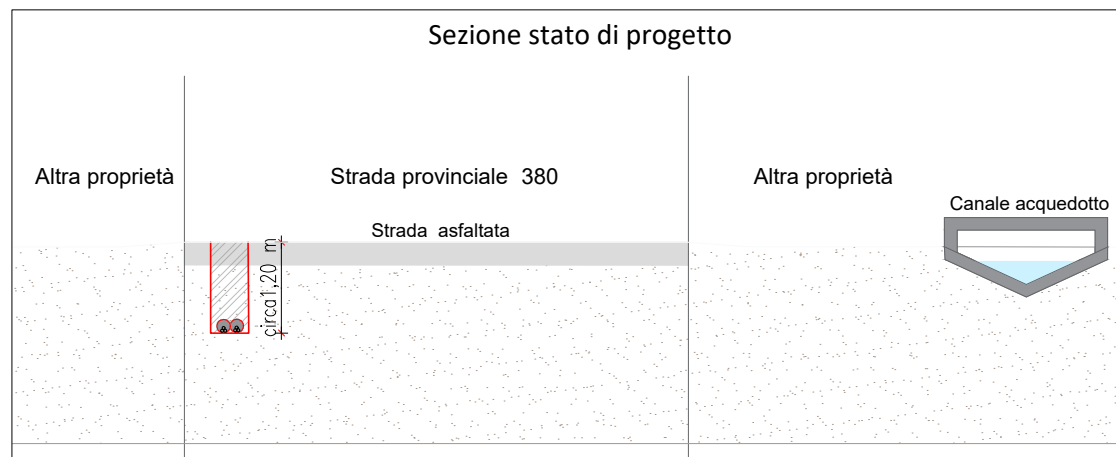 Sezione stato di progetto
Altra proprietà
Strada provinciale 380
Altra proprietà
Canale acquedotto
Strada asfaltata
circa1,20 m